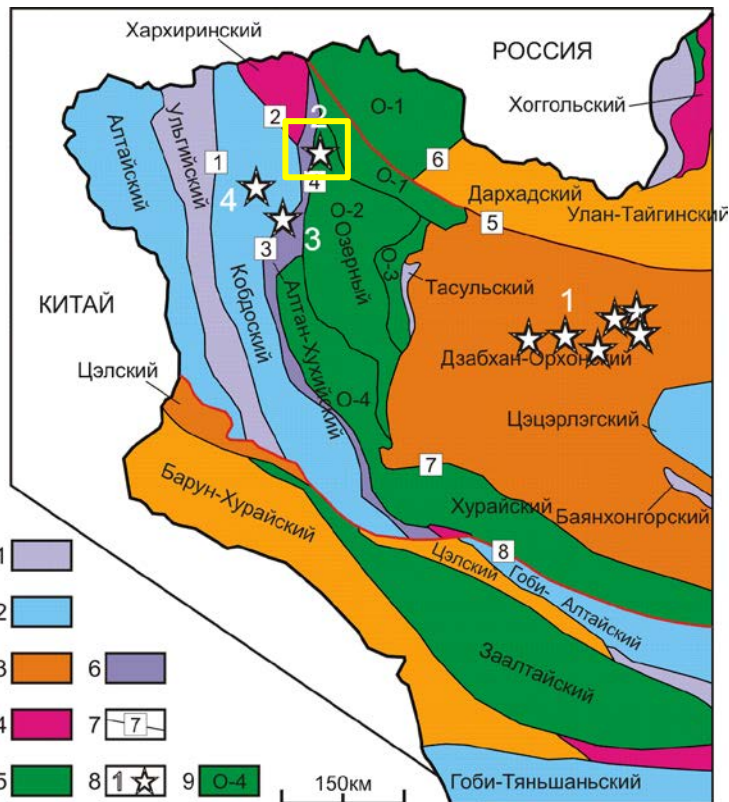 Хархиринский
РОССИЯ
Хоггольский
О-1
Алтайский
Ульгийский
2
2
1
6
О-1
4
4
Дархадский
Улан-Тайгинский
О-2
5
Озерный
3
3
О-3
КИТАЙ
Кобдоский
Алтан-Хухийский
Тасульский
1
Дзабхан-Орхонский
Цэлский
О-4
Цэцэрлэгский
7
Барун-Хурайский
Хурайский
Баянхонгорский
8
Цэлский
Гоби-Алтайский
Заалтайский
1
2
3
6
4
7
7
5
8
1
9
О-4
150км
Гоби-Тяньшаньский